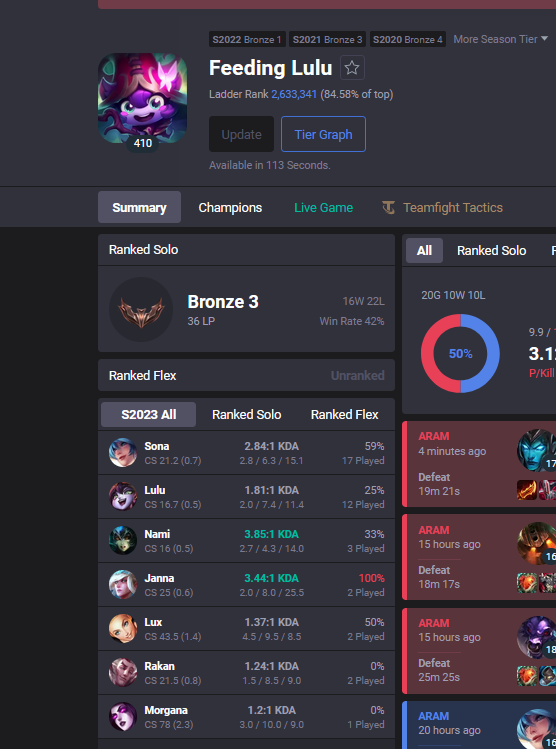 S2022 Bronze 1 S2021 Bronze 3 S2020 Bronze 4 More Season Tier
Feeding Lulu
Ladder Rank 2,633,341 (84.58% of top)
410
Update Tier Graph
Available in 113 Seconds.
Summary Champions Live Game Teamfight Tactics
Ranked Solo
Bronze 3 16W 22L
36 LP Win Rate 42%
Ranked Flex Unranked
S2023 All Ranked Solo Ranked Flex
Sona 2.84:1 KDA 59%
CS 21.2 (0.7) 2.8 / 6.3 / 15.1 17 Played
Lulu 1.81:1 KDA 25%
CS 16.7 (0.5) 2.0 / 7.4 / 11.4 12 Played
Nami 3.85:1 KDA 33%
CS 16 (0.5) 2.7 / 4.3 / 14.0 3 Played
Janna 3.44:1 KDA 100%
CS 25 (0.6) 2.0 / 8.0 / 25.5 2 Played
Lux 1.37:1 KDA 50%
CS 43.5 (1.4) 4.5 / 9.5 / 8.5 2 Played
Rakan 1.24:1 KDA 0%
CS 21.5 (0.8) 1.5 / 8.5 / 9.0 2 Played
Morgana 1.2:1 KDA 0%
CS 78 (2.3) 3.0 / 10.0 / 9.0 1 Played
All Ranked Solo
20G 10W 10L
9.9 /
50%
P/Kill
ARAM
4 minutes ago
17
Defeat
19m 21s
ARAM
15 hours ago
16
Defeat
18m 17s
ARAM
15 hours ago
18
Defeat
25m 25s
ARAM
20 hours ago
16